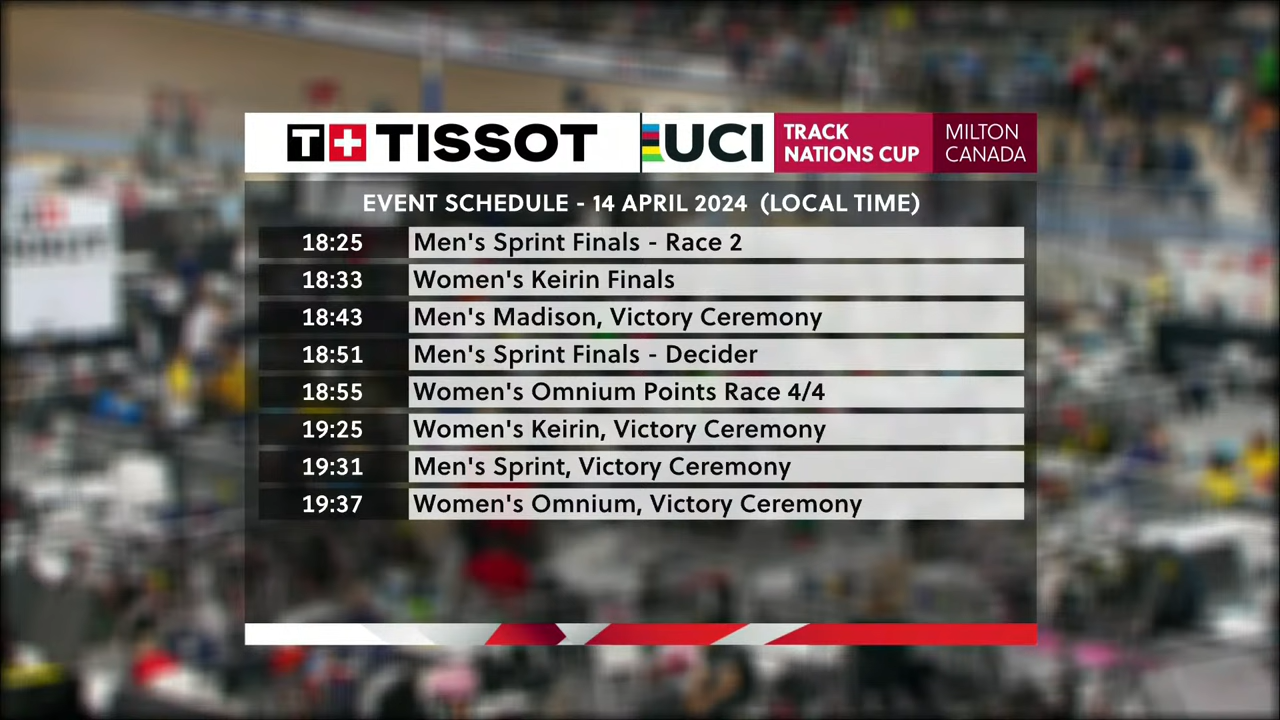 T+ TISSOT UCI TRACK NATIONS CUP MILTON CANADA
EVENT SCHEDULE - 14 APRIL 2024 (LOCAL TIME)
18:25 Men's Sprint Finals - Race 2
18:33 Women's Keirin Finals
18:43 Men's Madison, Victory Ceremony
18:51 Men's Sprint Finals - Decider
18:55 Women's Omnium Points Race 4/4
19:25 Women's Keirin, Victory Ceremony
19:31 Men's Sprint, Victory Ceremony
19:37 Women's Omnium, Victory Ceremony